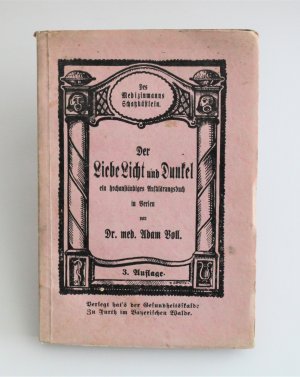 Des
Medizinmanns
Schatzkästlein.
Der
Liebe Licht und Dunkel
ein hochanständiges Aufklärungsbuch
in Versen
von
Dr. med. Adam Voll.
3. Auflage.
Verlegt hat's der Gesundheitsskald:
Zu Furth im Bayerischen Walde.